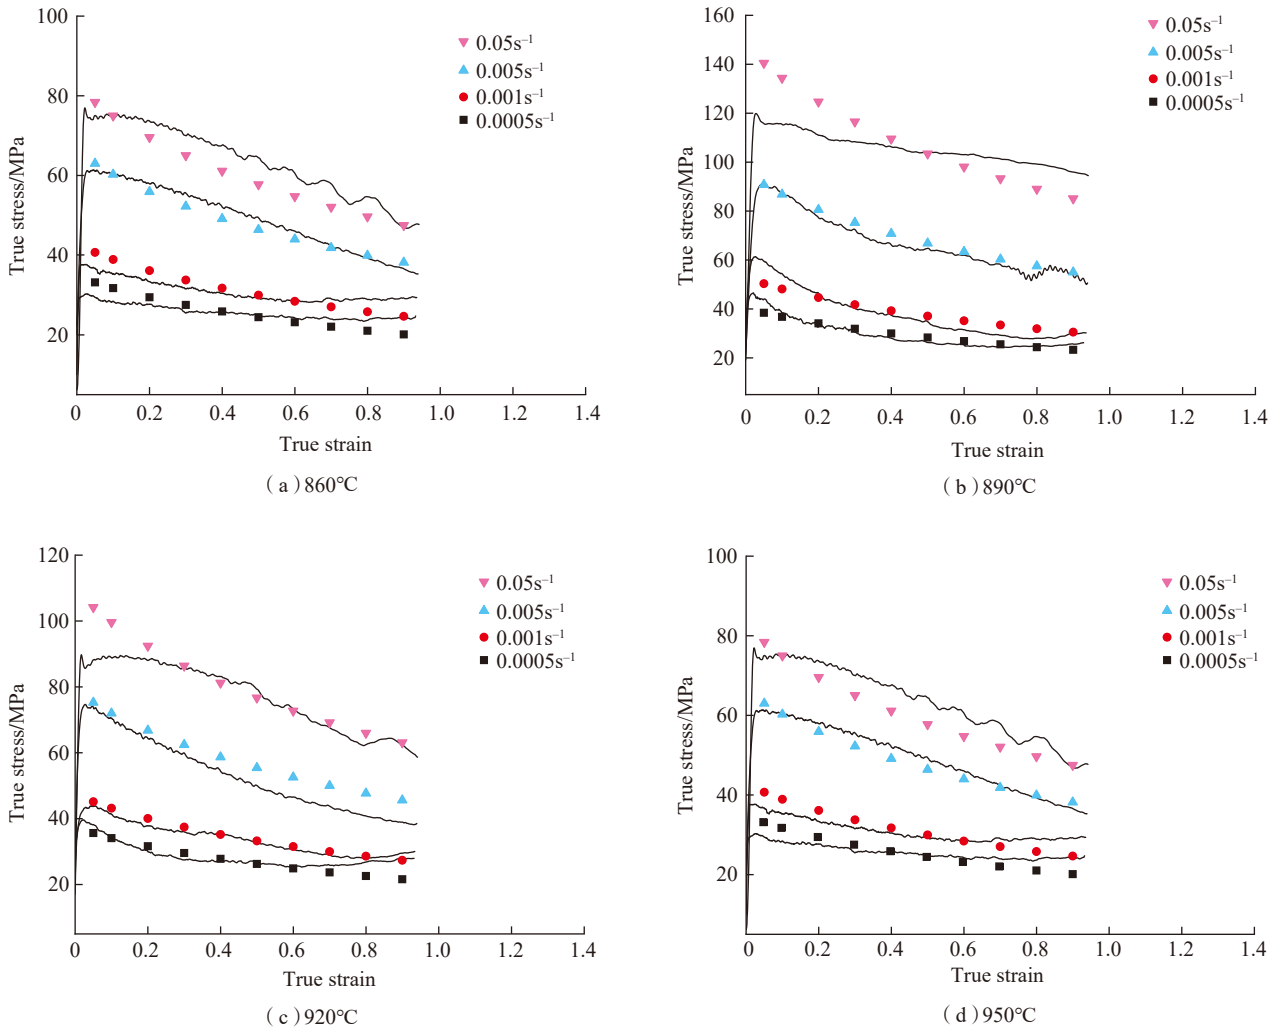 100
80
60
40
20
0
0.2
0.4
0.6
0.8
1.0
1.2
1.4
True stress/MPa
True strain
0.05s⁻¹
0.005s⁻¹
0.001s⁻¹
0.0005s⁻¹
（a）860℃
160
140
120
100
80
60
40
20
0
0.2
0.4
0.6
0.8
1.0
1.2
1.4
True stress/MPa
True strain
0.05s⁻¹
0.005s⁻¹
0.001s⁻¹
0.0005s⁻¹
（b）890℃
120
100
80
60
40
20
0
0.2
0.4
0.6
0.8
1.0
1.2
1.4
True stress/MPa
True strain
0.05s⁻¹
0.005s⁻¹
0.001s⁻¹
0.0005s⁻¹
（c）920℃
100
80
60
40
20
0
0.2
0.4
0.6
0.8
1.0
1.2
1.4
True stress/MPa
True strain
0.05s⁻¹
0.005s⁻¹
0.001s⁻¹
0.0005s⁻¹
（d）950℃